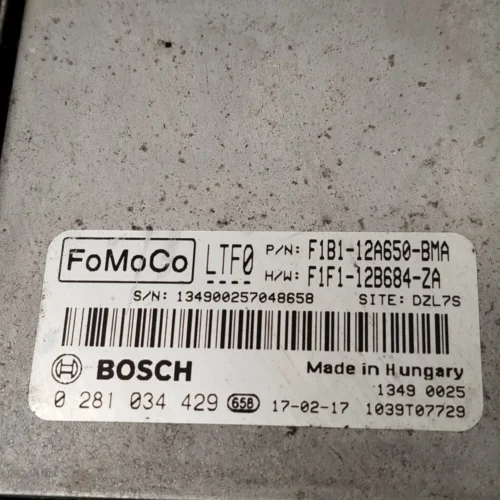 FoMoCo LTF0 P/N: F1B1-12A650-BMA
H/W: F1F1-12B684-ZA
S/N: 134900257048658 SITE: DZL7S
BOSCH Made in Hungary
1349 0025
0 281 034 429 65B 17-02-17 1039T07729